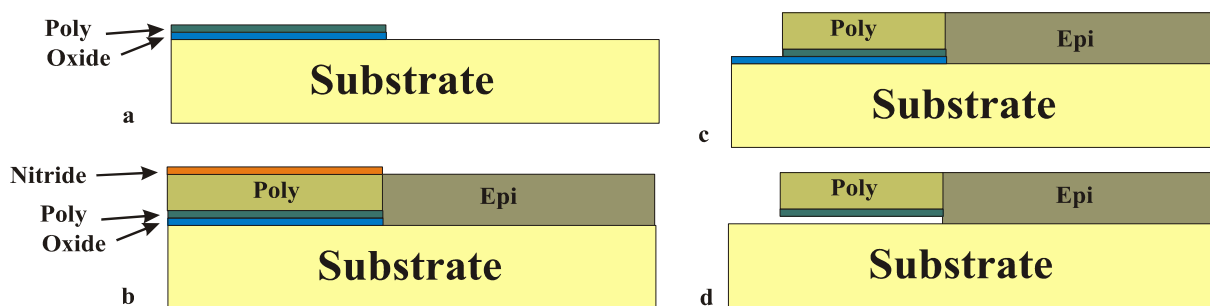 Poly
Oxide
Substrate
a
Nitride
Poly
Epi
Poly
Oxide
Substrate
b
Poly
Epi
Substrate
c
Poly
Epi
Substrate
d